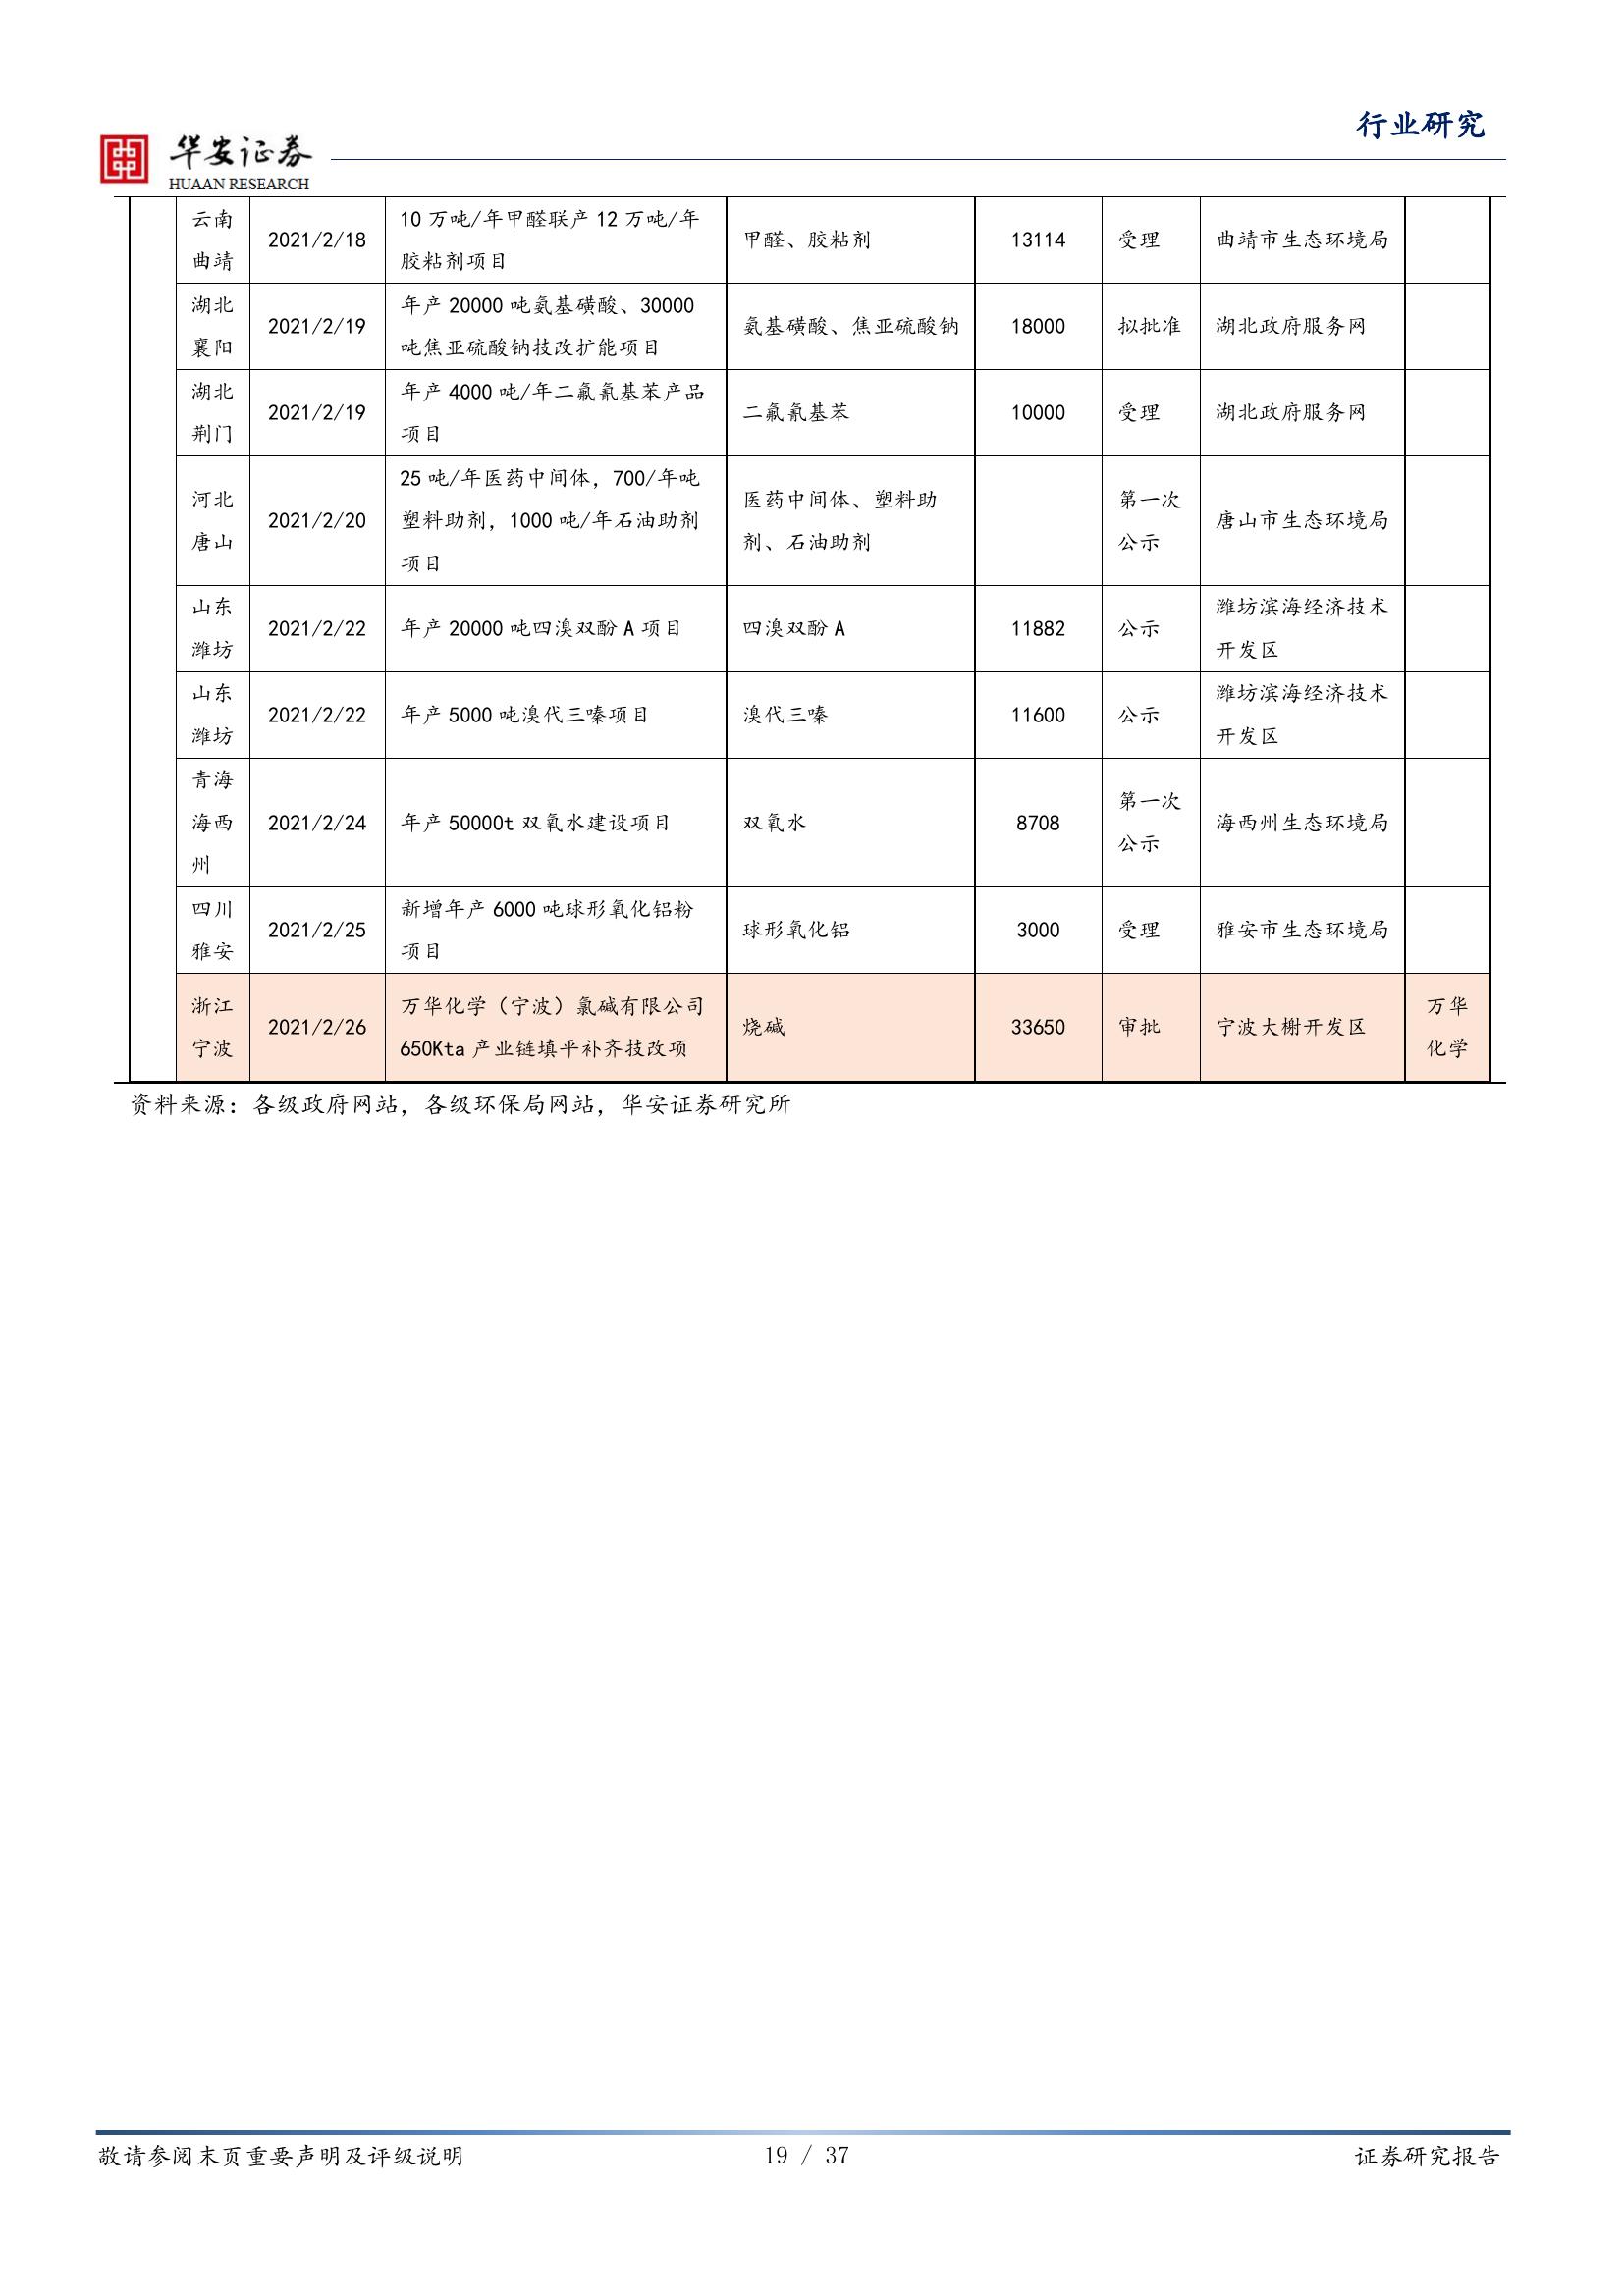 行业研究
华安证券
HUAAN RESEARCH
云南
曲靖
2021/2/18
10 万吨/年甲醛联产 12 万吨/年
胶粘剂项目
甲醛、胶粘剂
13114
受理
曲靖市生态环境局
湖北
襄阳
2021/2/19
年产 20000 吨氨基磺酸、30000
吨焦亚硫酸钠技改扩能项目
氨基磺酸、焦亚硫酸钠
18000
拟批准
湖北政府服务网
湖北
荆门
2021/2/19
年产 4000 吨/年二氟氰基苯产品
项目
二氟氰基苯
10000
受理
湖北政府服务网
河北
唐山
2021/2/20
25 吨/年医药中间体，700/年吨
塑料助剂，1000 吨/年石油助剂
项目
医药中间体、塑料助
剂、石油助剂
第一次
公示
唐山市生态环境局
山东
潍坊
2021/2/22
年产 20000 吨四溴双酚 A 项目
四溴双酚 A
11882
公示
潍坊滨海经济技术
开发区
山东
潍坊
2021/2/22
年产 5000 吨溴代三嗪项目
溴代三嗪
11600
公示
潍坊滨海经济技术
开发区
青海
海西
州
2021/2/24
年产 50000t 双氧水建设项目
双氧水
8708
第一次
公示
海西州生态环境局
四川
雅安
2021/2/25
新增年产 6000 吨球形氧化铝粉
项目
球形氧化铝
3000
受理
雅安市生态环境局
浙江
宁波
2021/2/26
万华化学（宁波）氯碱有限公司
650Kta 产业链填平补齐技改项
烧碱
33650
审批
宁波大榭开发区
万华
化学
资料来源：各级政府网站，各级环保局网站，华安证券研究所
敬请参阅末页重要声明及评级说明
19 / 37
证券研究报告